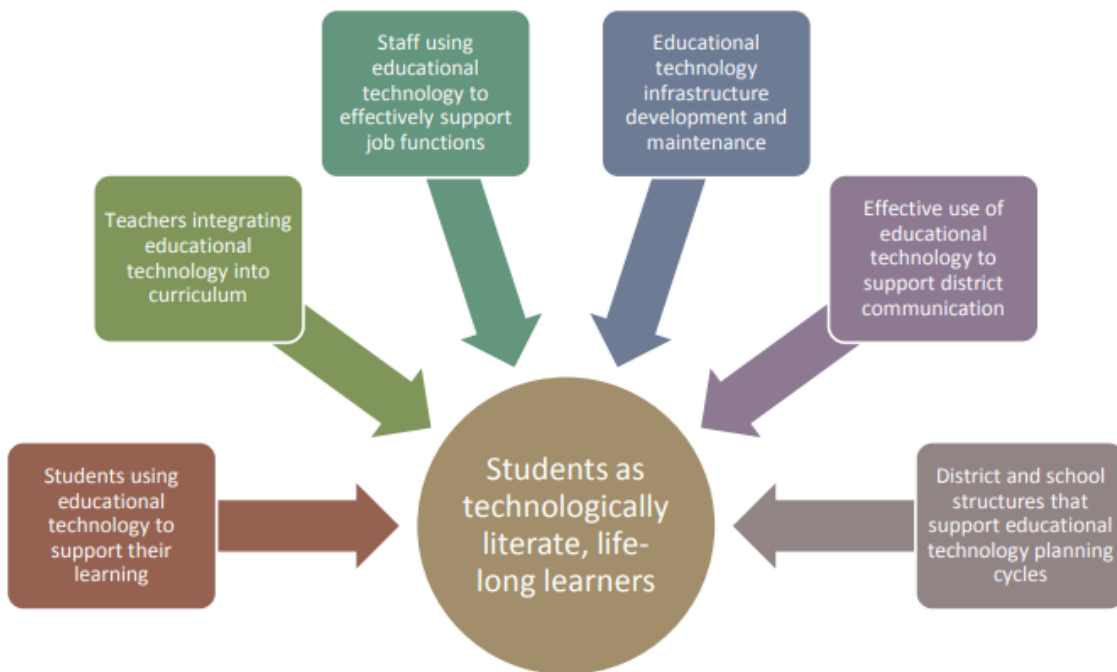 Staff using
educational
technology to
effectively support
job functions
Educational
technology
infrastructure
development and
maintenance
Teachers integrating
educational
technology into
curriculum
Effective use of
educational
technology to
support district
communication
Students using
educational
technology to
support their
learning
Students as
technologically
literate, life-
long learners
District and school
structures that
support educational
technology planning
cycles